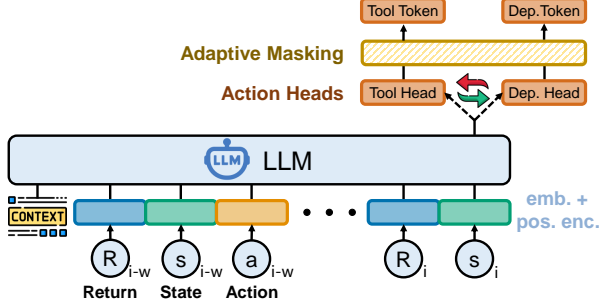 Tool Token Dep.Token
Adaptive Masking
Action Heads Tool Head Dep. Head
LLM LLM
CONTEXT emb. +
pos. enc.
R i-w s i-w a i-w R i s i
Return State Action